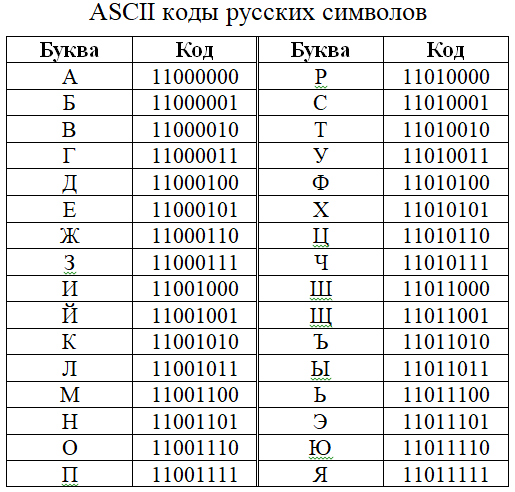 ASCII коды русских символов
Буква Код Буква Код
А 11000000 Р 11010000
Б 11000001 С 11010001
В 11000010 Т 11010010
Г 11000011 У 11010011
Д 11000100 Ф 11010100
Е 11000101 Х 11010101
Ж 11000110 Ц 11010110
З 11000111 Ч 11010111
И 11001000 Ш 11011000
Й 11001001 Щ 11011001
К 11001010 Ъ 11011010
Л 11001011 Ы 11011011
М 11001100 Ь 11011100
Н 11001101 Э 11011101
О 11001110 Ю 11011110
П 11001111 Я 11011111